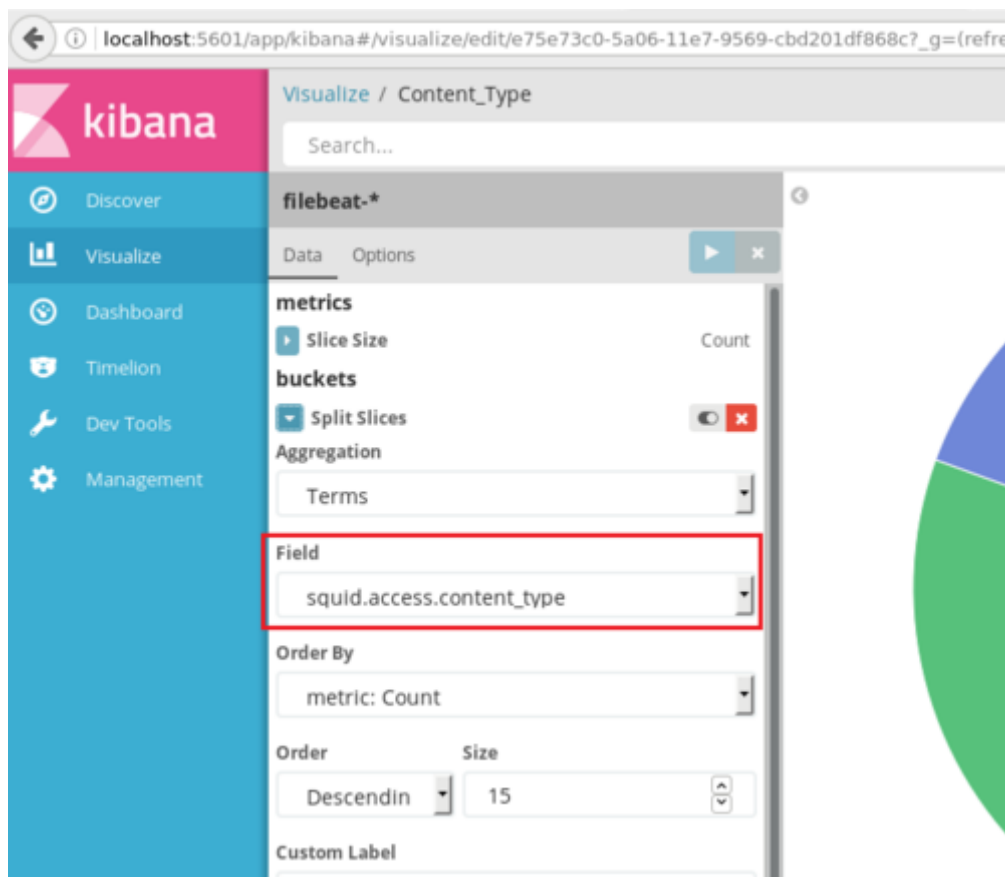 localhost:5601/app/kibana#/visualize/edit/e75e73c0-5a06-11e7-9569-cbd201df868c?_g=(refre
kibana
Visualize / Content_Type
Search...
Discover
Visualize
Dashboard
Timelion
Dev Tools
Management
filebeat-*
Data Options
metrics
Slice Size Count
buckets
Split Slices
Aggregation
Terms
Field
squid.access.content_type
Order By
metric: Count
Order Size
Descendin 15
Custom Label